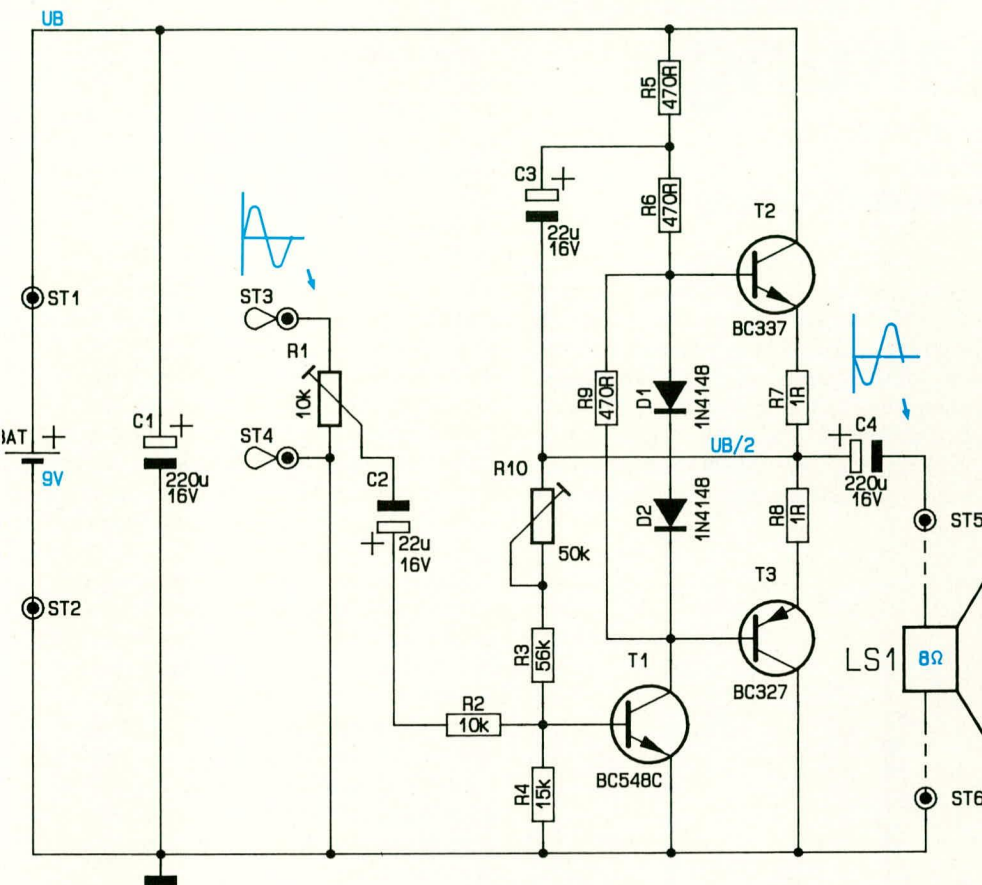 UB
R5
470R
C3
+
22u
16V
R6
470R
T2
BC337
ST1
ST3
R1
10k
ST4
C1
+
220u
16V
+
9V
R9
470R
D1
1N4148
R7
1R
UB/2
C4
+
220u
16V
C2
+
22u
16V
R10
50k
D2
1N4148
R8
1R
ST5
ST2
T3
BC327
R3
56k
T1
BC548C
LS1
8Ω
R2
10k
R4
15k
ST6